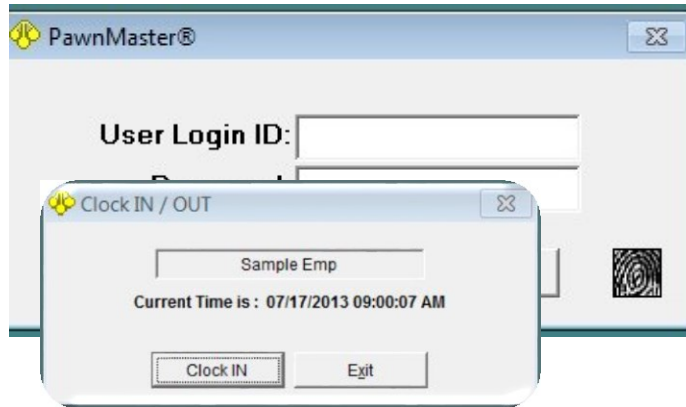 PawnMaster®
User Login ID:
Clock IN / OUT
Sample Emp
Current Time is : 07/17/2013 09:00:07 AM
Clock IN
Exit